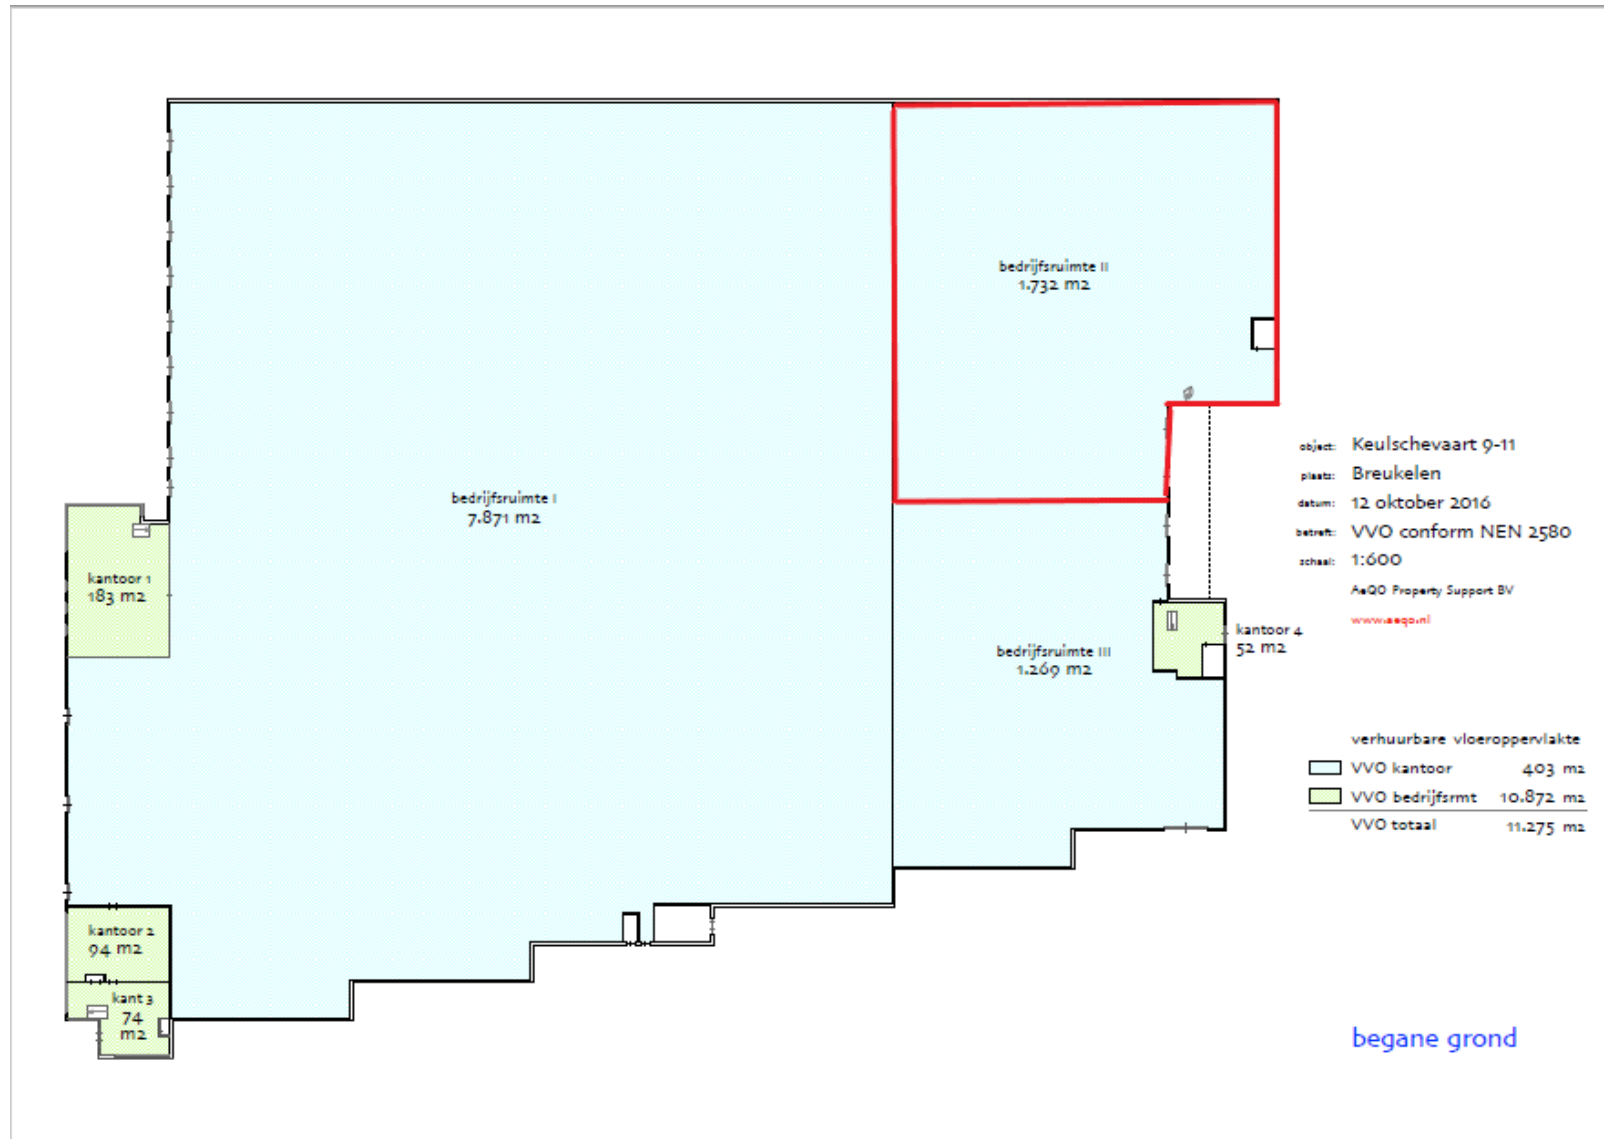 bedrijfsruimte II
1.732 m2
bedrijfsruimte I
7.871 m2
kantoor 1
183 m2
bedrijfsruimte III
1.269 m2
kantoor 4
52 m2
kantoor 2
94 m2
kant 3
74
m2
object: Keulschevaart 9-11
plaats: Breukelen
datum: 12 oktober 2016
betreft: VVO conform NEN 2580
schaal: 1:600
AeQO Property Support BV
www.aeqo.nl
verhuurbare vloeroppervlakte
VVO kantoor 403 m2
VVO bedrijfsrmt 10.872 m2
VVO totaal 11.275 m2
begane grond